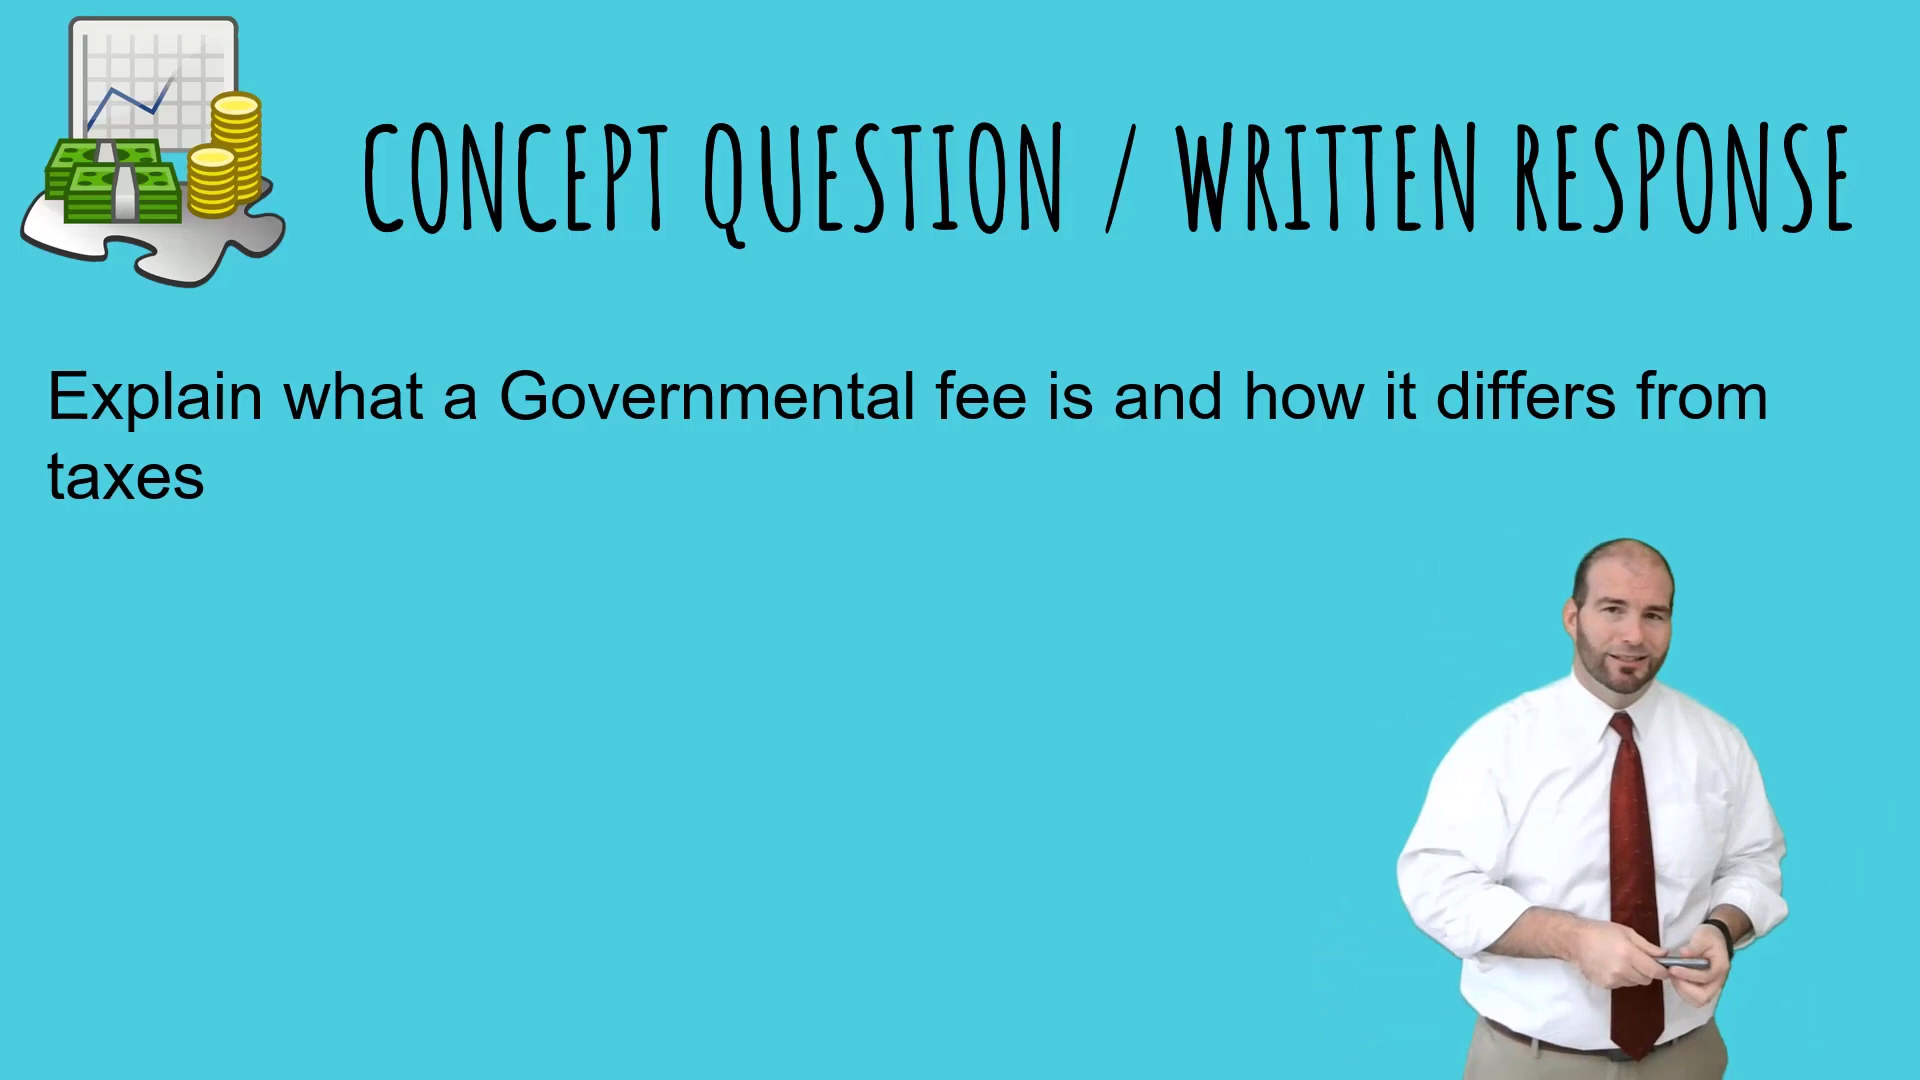 CONCEPT QUESTION / WRITTEN RESPONSE
Explain what a Governmental fee is and how it differs from
taxes